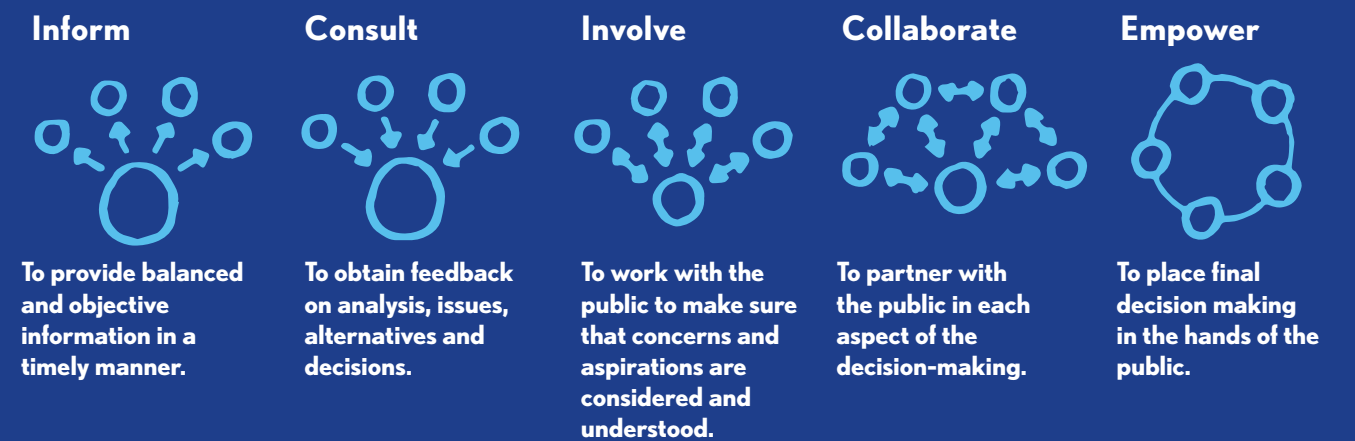 Inform
To provide balanced
and objective
information in a
timely manner.
Consult
To obtain feedback
on analysis, issues,
alternatives and
decisions.
Involve
To work with the
public to make sure
that concerns and
aspirations are
considered and
understood.
Collaborate
To partner with
the public in each
aspect of the
decision-making.
Empower
To place final
decision making
in the hands of the
public.